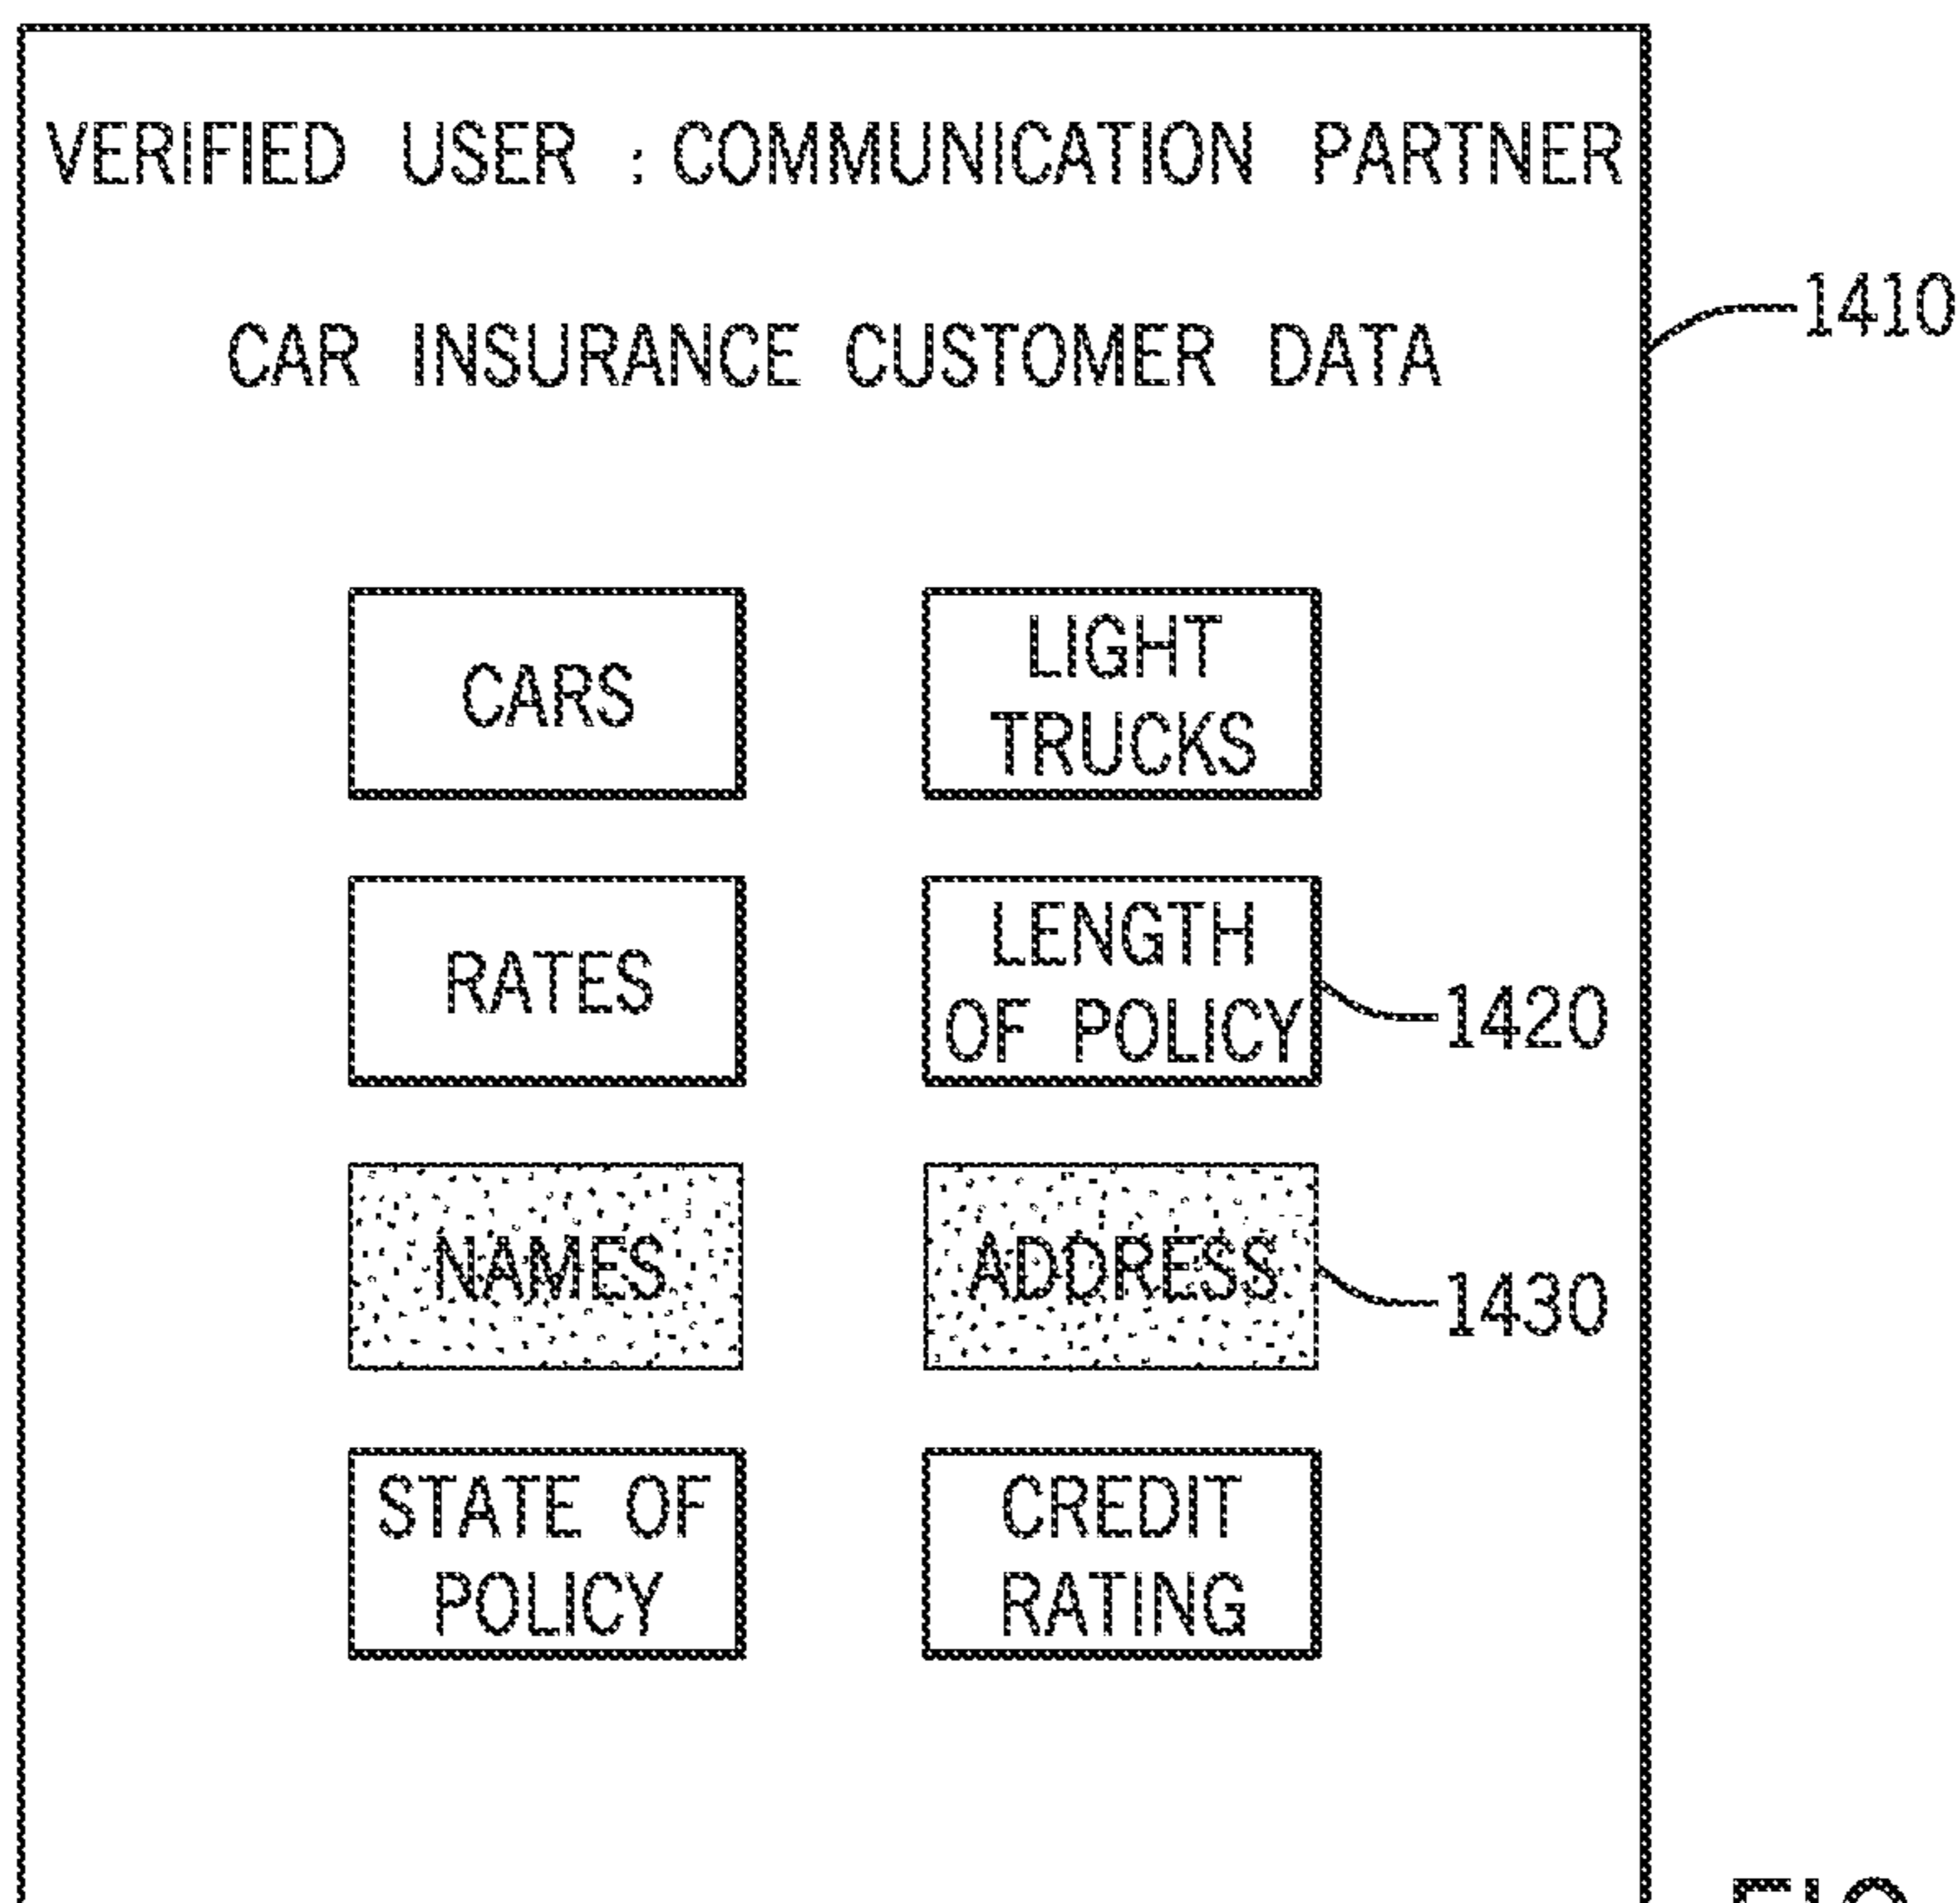 VERIFIED USER : COMMUNICATION PARTNER
CAR INSURANCE CUSTOMER DATA
1410
CARS
LIGHT
TRUCKS
RATES
LENGTH
OF POLICY
1420
NAMES
ADDRESS
1430
STATE OF
POLICY
CREDIT
RATING